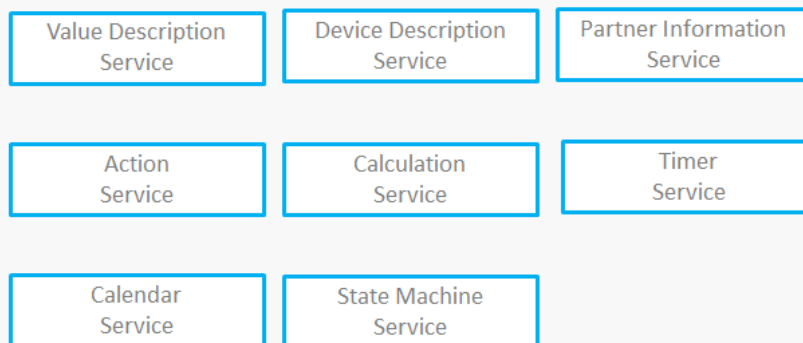 Value Description
Service
Device Description
Service
Partner Information
Service
Action
Service
Calculation
Service
Timer
Service
Calendar
Service
State Machine
Service